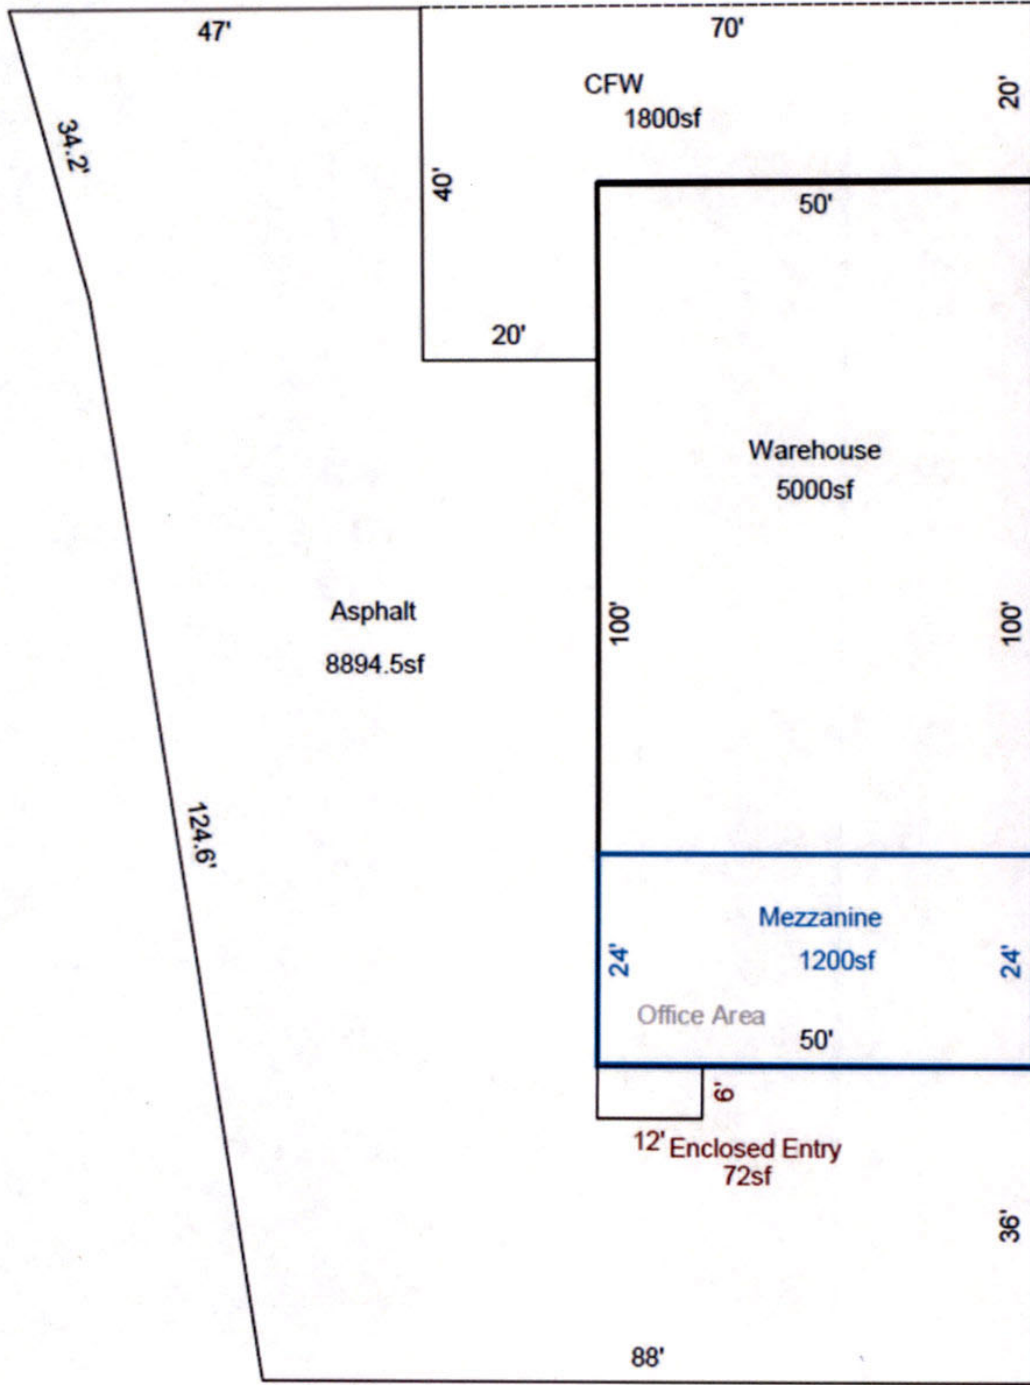 47'
70'
CFW
1800sf
20'
34.2'
40'
50'
20'
Warehouse
5000sf
Asphalt
8894.5sf
100'
100'
124.6'
Mezzanine
1200sf
24'
24'
Office Area
50'
6'
12' Enclosed Entry
72sf
36'
88'